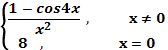 { (1 − cos4x)/x² ,   x ≠ 0
8 ,   x = 0